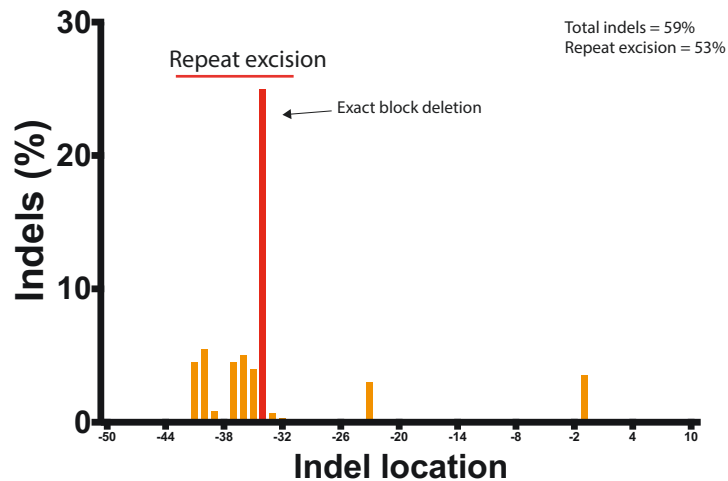 Total indels = 59%
Repeat excision = 53%
Repeat excision
Exact block deletion
Indels (%)
30
20
10
0
-50 -44 -38 -32 -26 -20 -14 -8 -2 4 10
Indel location